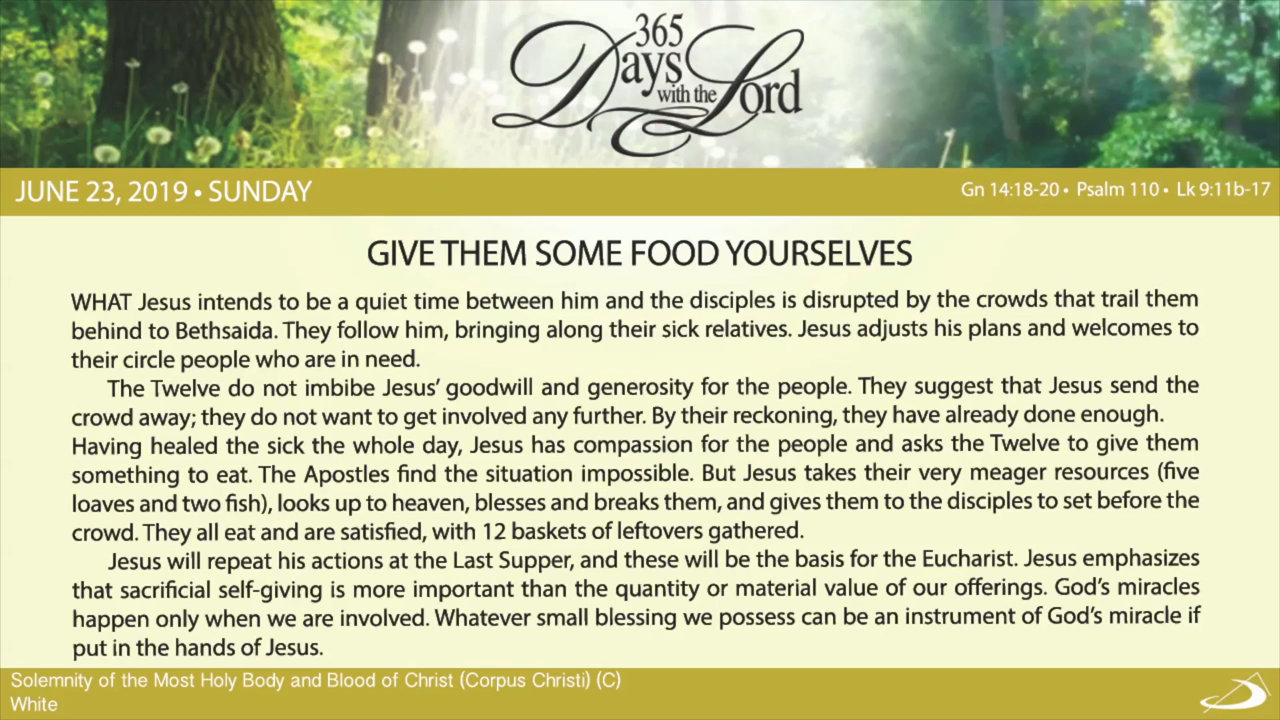 365
Days
with the Lord
JUNE 23, 2019 • SUNDAY
Gn 14:18-20 • Psalm 110 • Lk 9:11b-17
GIVE THEM SOME FOOD YOURSELVES
WHAT Jesus intends to be a quiet time between him and the disciples is disrupted by the crowds that trail them
behind to Bethsaida. They follow him, bringing along their sick relatives. Jesus adjusts his plans and welcomes to
their circle people who are in need.
The Twelve do not imbibe Jesus’ goodwill and generosity for the people. They suggest that Jesus send the
crowd away; they do not want to get involved any further. By their reckoning, they have already done enough.
Having healed the sick the whole day, Jesus has compassion for the people and asks the Twelve to give them
something to eat. The Apostles find the situation impossible. But Jesus takes their very meager resources (five
loaves and two fish), looks up to heaven, blesses and breaks them, and gives them to the disciples to set before the
crowd. They all eat and are satisfied, with 12 baskets of leftovers gathered.
Jesus will repeat his actions at the Last Supper, and these will be the basis for the Eucharist. Jesus emphasizes
that sacrificial self-giving is more important than the quantity or material value of our offerings. God’s miracles
happen only when we are involved. Whatever small blessing we possess can be an instrument of God’s miracle if
put in the hands of Jesus.
Solemnity of the Most Holy Body and Blood of Christ (Corpus Christi) (C)
White